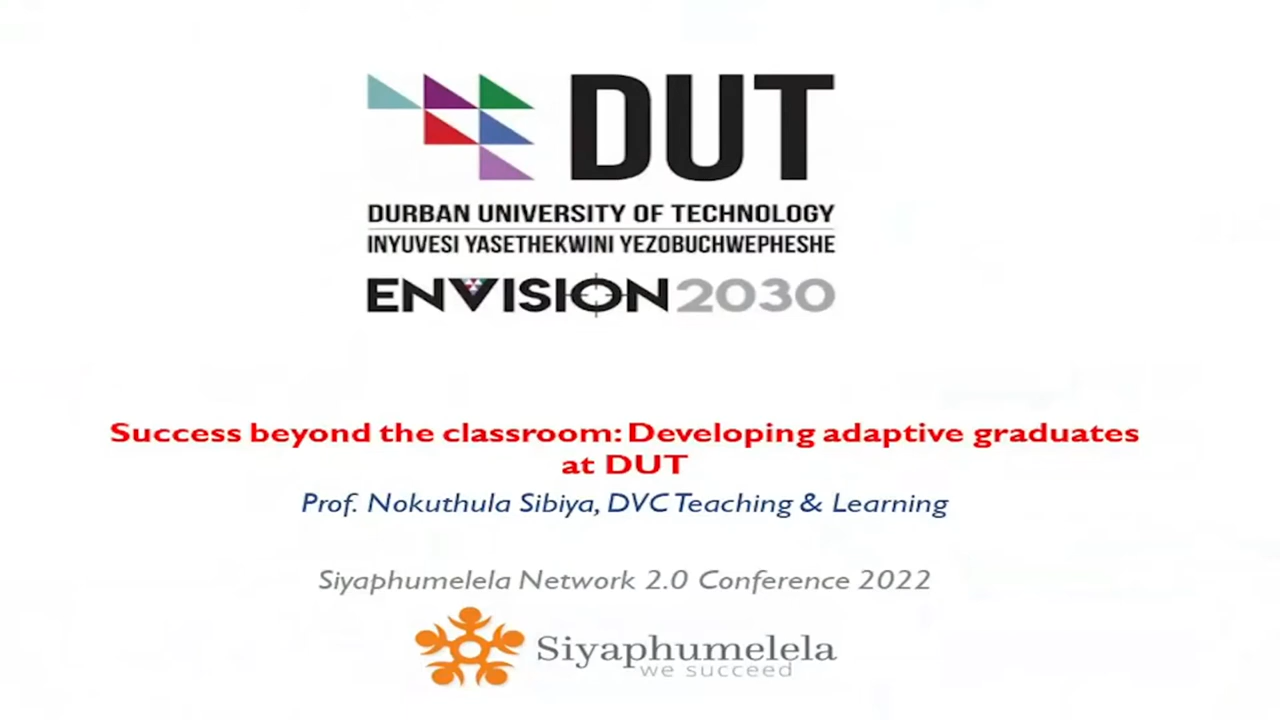 DUT
DURBAN UNIVERSITY OF TECHNOLOGY
INYUVESI YASETHEKWINI YEZOBUCHWEPHESHE
ENVISION2030
Success beyond the classroom: Developing adaptive graduates
at DUT
Prof. Nokuthula Sibiya, DVC Teaching & Learning
Siyaphumelela Network 2.0 Conference 2022
Siyaphumelela
we succeed